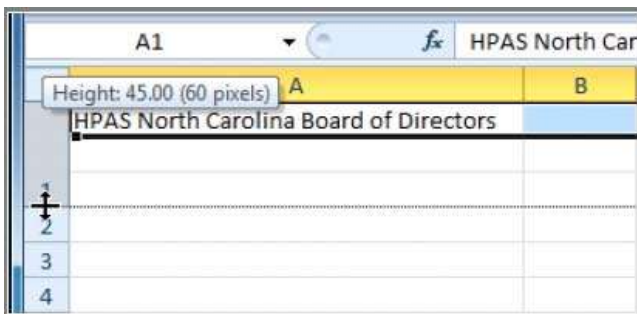 A1 fx HPAS North Car
Height: 45.00 (60 pixels) A B
HPAS North Carolina Board of Directors
1
2
3
4